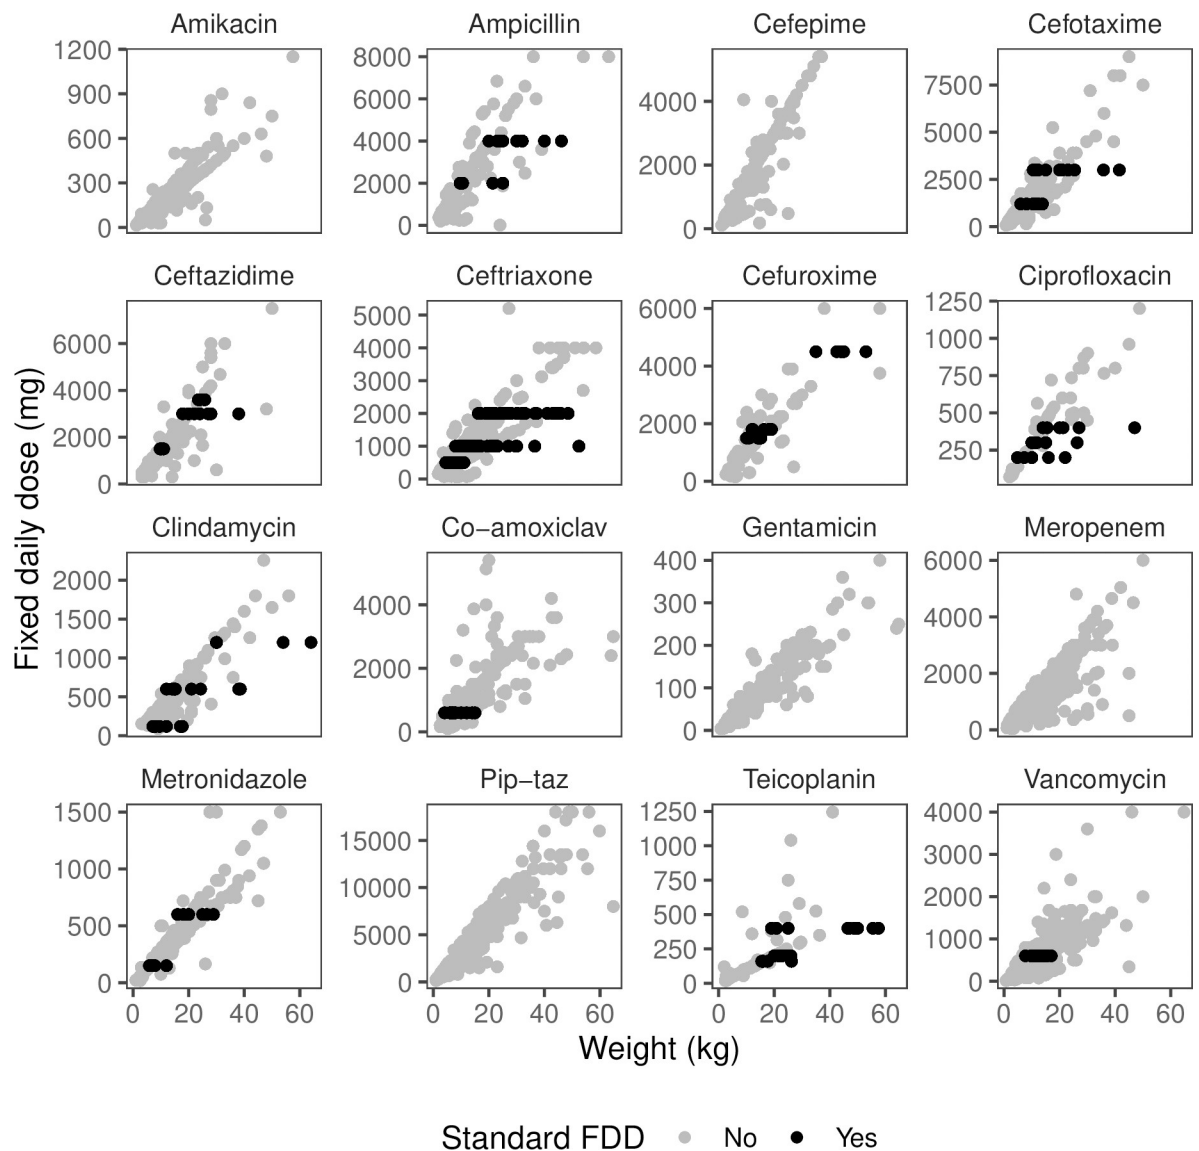 Amikacin Ampicillin Cefepime Cefotaxime
1200 900 600 300 0
8000 6000 4000 2000 0
4000 2000 0
7500 5000 2500 0
Ceftazidime Ceftriaxone Cefuroxime Ciprofloxacin
6000 4000 2000 0
5000 4000 3000 2000 1000 0
6000 4000 2000 0
1250 1000 750 500 250
Fixed daily dose (mg)
Clindamycin Co−amoxiclav Gentamicin Meropenem
2000 1500 1000 500 0
4000 2000 0
400 300 200 100 0
6000 4000 2000 0
Metronidazole Pip−taz Teicoplanin Vancomycin
1500 1000 500 0
15000 10000 5000 0
1250 1000 750 500 250 0
4000 3000 2000 1000 0
0 20 40 60 0 20 40 60 0 20 40 60 0 20 40 60
Weight (kg)
Standard FDD No Yes